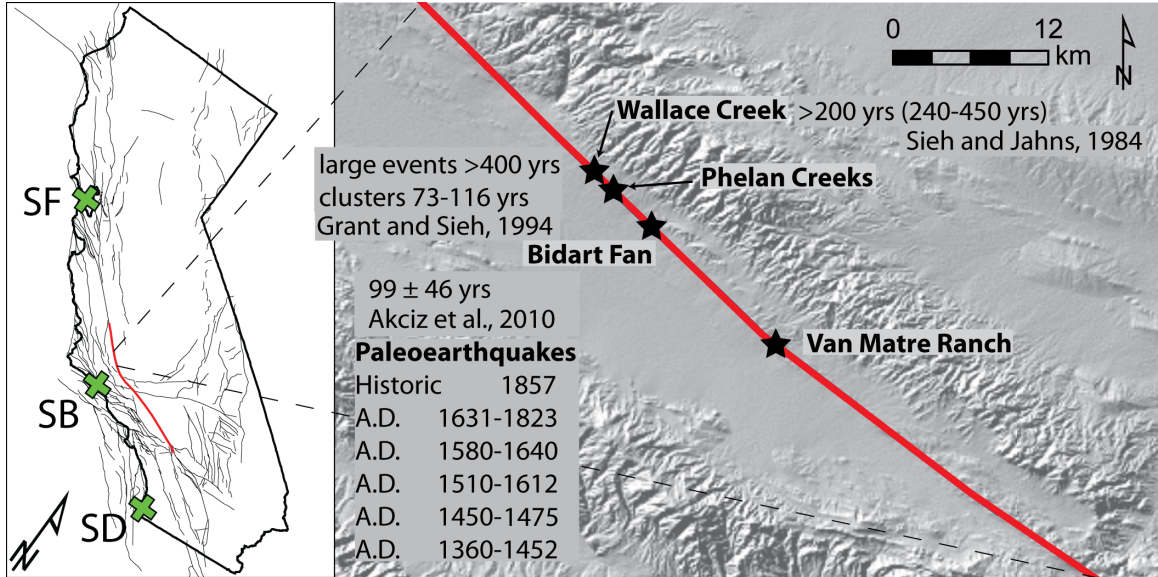 SF
SB
SD
N
0 12
km
N
Wallace Creek >200 yrs (240-450 yrs)
Sieh and Jahns, 1984
large events >400 yrs
clusters 73-116 yrs
Grant and Sieh, 1994
Phelan Creeks
Bidart Fan
99 ± 46 yrs
Akciz et al., 2010
Van Matre Ranch
Paleoearthquakes
Historic 1857
A.D. 1631-1823
A.D. 1580-1640
A.D. 1510-1612
A.D. 1450-1475
A.D. 1360-1452